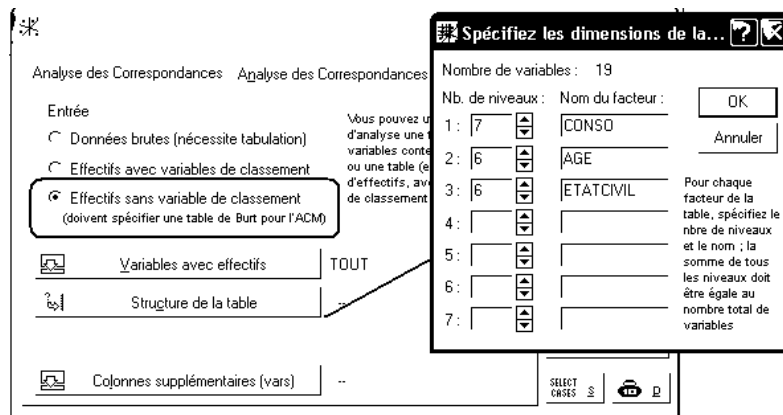 Analyse des Correspondances Analyse des Correspondances
Entrée
Données brutes (nécessite tabulation)
Effectifs avec variables de classement
Effectifs sans variable de classement
(doivent spécifier une table de Burt pour l'ACM)
Vous pouvez u
d'analyse une t
variables conte
ou une table (e
d'effectifs, av
de classement
Variables avec effectifs TOUT
Structure de la table --
Colonnes supplémentaires (vars) --
SELECT CASES S D
Spécifiez les dimensions de la...
Nombre de variables : 19
Nb. de niveaux : Nom du facteur :
1 : 7 CONSO
2 : 6 AGE
3 : 6 ETATCIVIL
4 :
5 :
6 :
7 :
OK
Annuler
Pour chaque
facteur de la
table, spécifiez le
nbre de niveaux
et le nom ; la
somme de tous
les niveaux doit
être égale au
nombre total de
variables